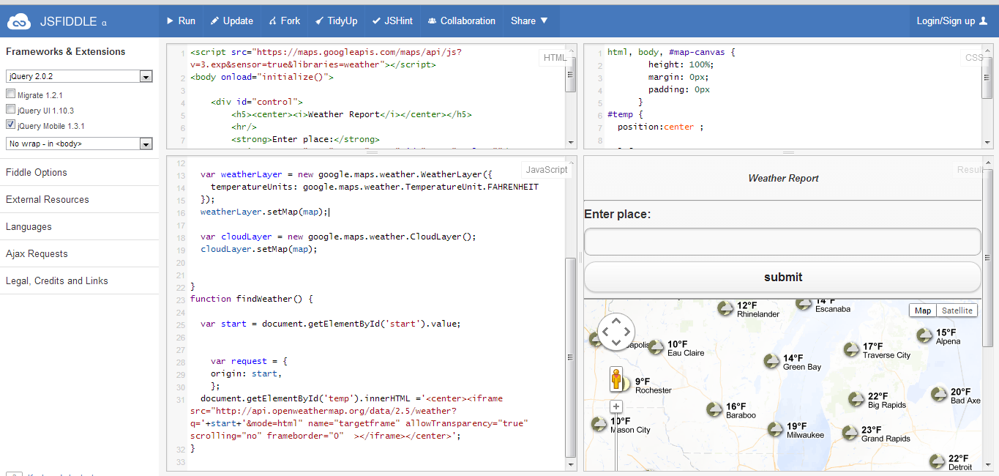 JSFIDDLE α
Run
Update
Fork
TidyUp
JSHint
Collaboration
Share
Login/Sign up
Frameworks & Extensions
jQuery 2.0.2
Migrate 1.2.1
jQuery UI 1.10.3
jQuery Mobile 1.3.1
No wrap - in <body>
Fiddle Options
External Resources
Languages
Ajax Requests
Legal, Credits and Links
HTML
1 <script src="https://maps.googleapis.com/maps/api/js?
v=3.exp&sensor=true&libraries=weather"></script>
2 <body onload="initialize()">
3
4 <div id="control">
5 <h5><center><i>Weather Report</i></center></h5>
6 <hr/>
7 <strong>Enter place:</strong>
CSS
1 html, body, #map-canvas {
2 height: 100%;
3 margin: 0px;
4 padding: 0px
5 }
6 #temp {
7 position:center ;
8
JavaScript
12
13 var weatherLayer = new google.maps.weather.WeatherLayer({
14 temperatureUnits: google.maps.weather.TemperatureUnit.FAHRENHEIT
15 });
16 weatherLayer.setMap(map);
17
18 var cloudLayer = new google.maps.weather.CloudLayer();
19 cloudLayer.setMap(map);
20
21
22 }
23 function findWeather() {
24
25 var start = document.getElementById('start').value;
26
27
28 var request = {
29 origin: start,
30 };
31 document.getElementById('temp').innerHTML ='<center><iframe
src="http://api.openweathermap.org/data/2.5/weather?
q='+start+'&mode=html" name="targetframe" allowTransparency="true"
scrolling="no" frameborder="0" ></iframe></center>';
32 }
33
Result
Weather Report
Enter place:
submit
Map
Satellite
12°F
Rhinelander
14°F
Escanaba
15°F
Alpena
apolis
10°F
Eau Claire
17°F
Traverse City
14°F
Green Bay
9°F
Rochester
20°F
Bad Axe
22°F
Big Rapids
16°F
Baraboo
10°F
Mason City
19°F
Milwaukee
23°F
Grand Rapids
22°F
Detroit